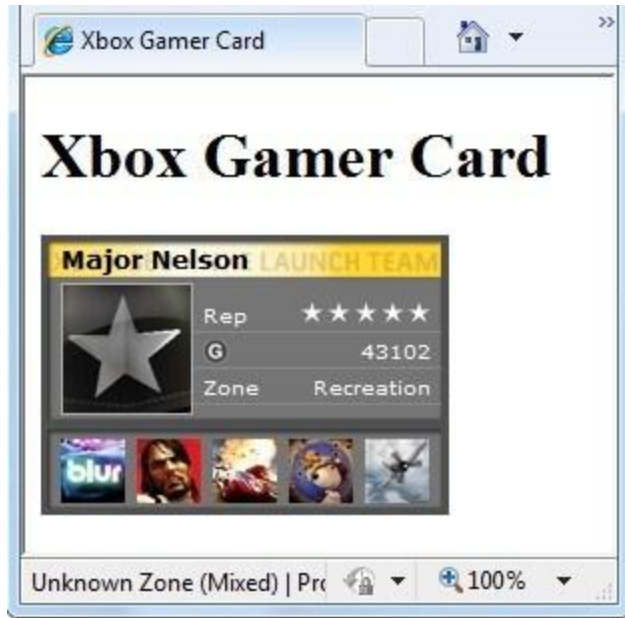 Xbox Gamer Card
»
Xbox Gamer Card
Major Nelson LAUNCH TEAM
Rep ★★★★★
G 43102
Zone Recreation
blur
Unknown Zone (Mixed) | Pro
100%